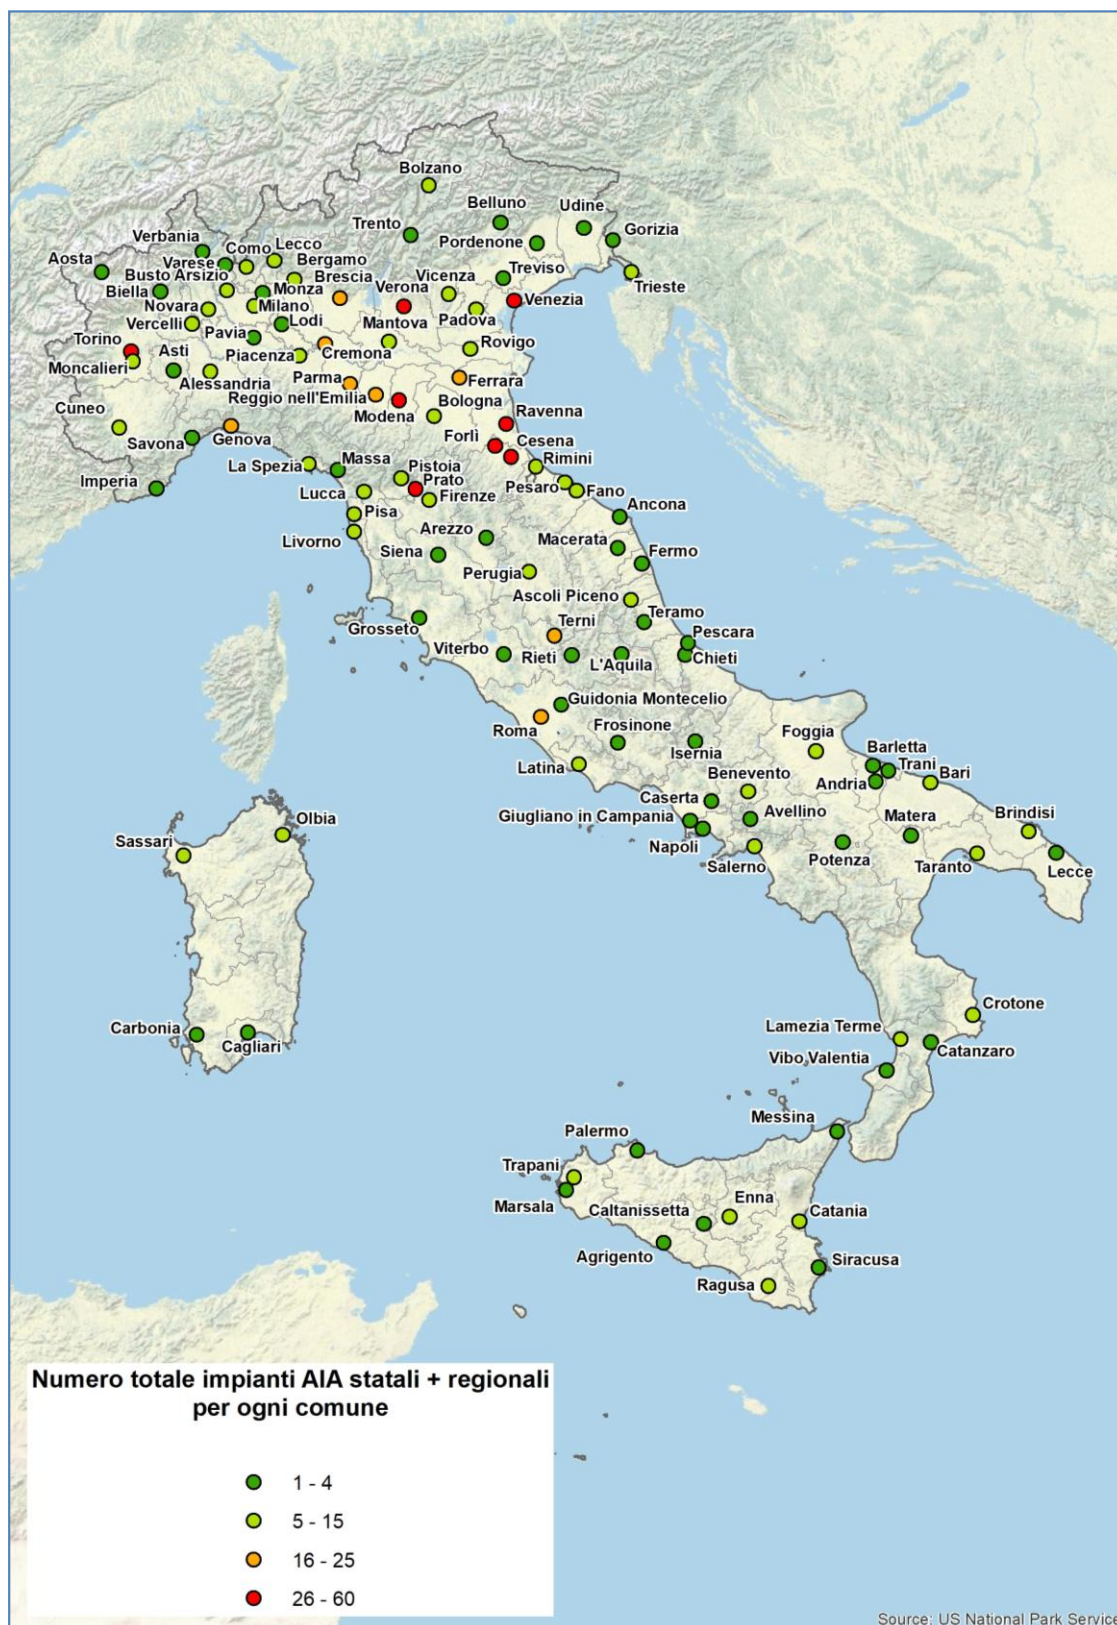 Bolzano
Belluno
Udine
Trento
Pordenone
Gorizia
Verbania
Como
Lecco
Aosta
Varese
Bergamo
Treviso
Busto Arsizio
Brescia
Vicenza
Trieste
Biella
Monza
Verona
Venezia
Novara
Milano
Padova
Vercelli
Lodi
Mantova
Pavia
Torino
Rovigo
Asti
Piacenza
Cremona
Moncalieri
Alessandria
Parma
Ferrara
Reggio nell'Emilia
Cuneo
Modena
Bologna
Ravenna
Savona
Genova
Forlì
Cesena
La Spezia
Massa
Pistoia
Rimini
Imperia
Prato
Pesaro
Lucca
Firenze
Fano
Pisa
Ancona
Arezzo
Livorno
Macerata
Siena
Fermo
Perugia
Ascoli Piceno
Teramo
Terni
Grosseto
Pescara
Viterbo
Rieti
L'Aquila
Chieti
Guidonia Montecelio
Roma
Frosinone
Foggia
Isernia
Barletta
Latina
Trani
Benevento
Andria
Bari
Caserta
Brindisi
Giugliano in Campania
Avellino
Matera
Napoli
Olbia
Salerno
Potenza
Taranto
Lecce
Sassari
Crotone
Carbonia
Lamezia Terme
Cagliari
Catanzaro
Vibo Valentia
Messina
Palermo
Trapani
Enna
Marsala
Caltanissetta
Catania
Agrigento
Siracusa
Ragusa
Numero totale impianti AIA statali + regionali
per ogni comune
1 - 4
5 - 15
16 - 25
26 - 60
Source: US National Park Service